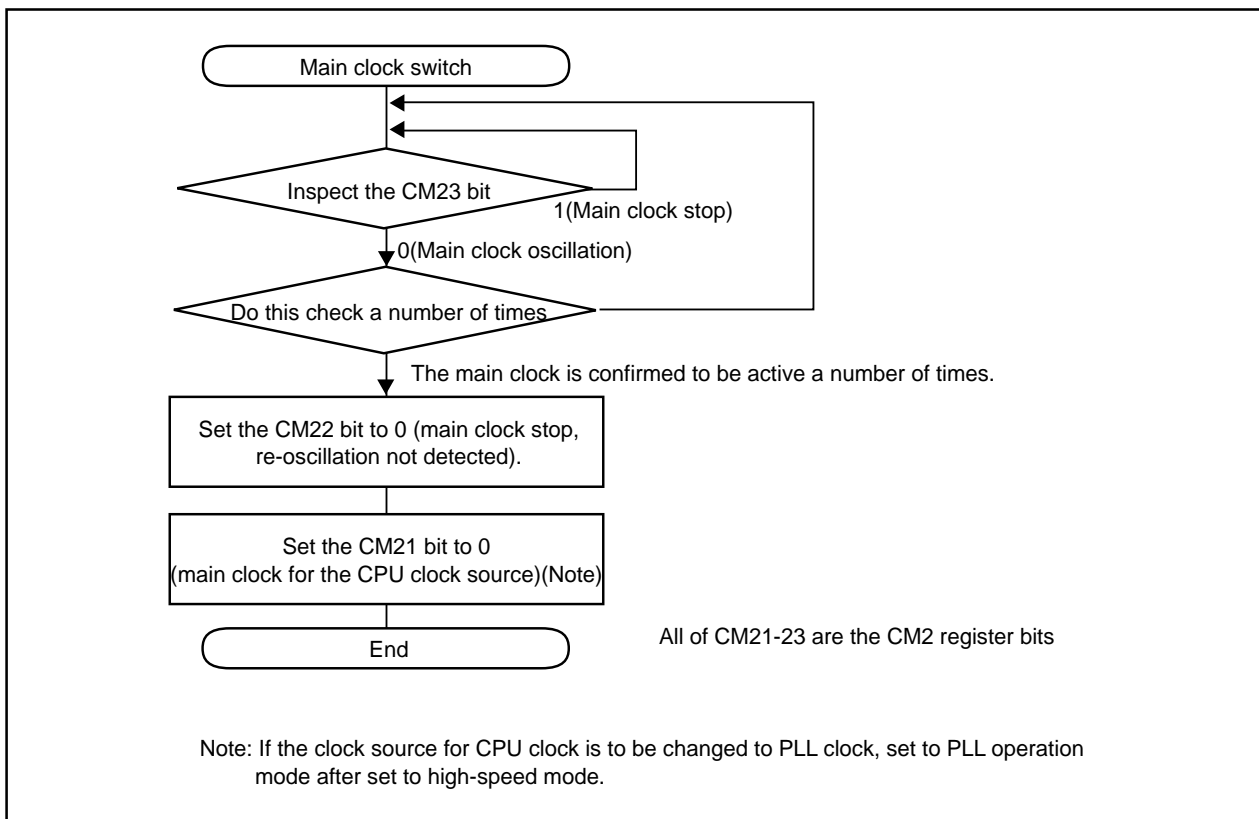 Main clock switch
Inspect the CM23 bit
1(Main clock stop)
0(Main clock oscillation)
Do this check a number of times
The main clock is confirmed to be active a number of times.
Set the CM22 bit to 0 (main clock stop,
re-oscillation not detected).
Set the CM21 bit to 0
(main clock for the CPU clock source)(Note)
End
All of CM21-23 are the CM2 register bits
Note: If the clock source for CPU clock is to be changed to PLL clock, set to PLL operation
mode after set to high-speed mode.